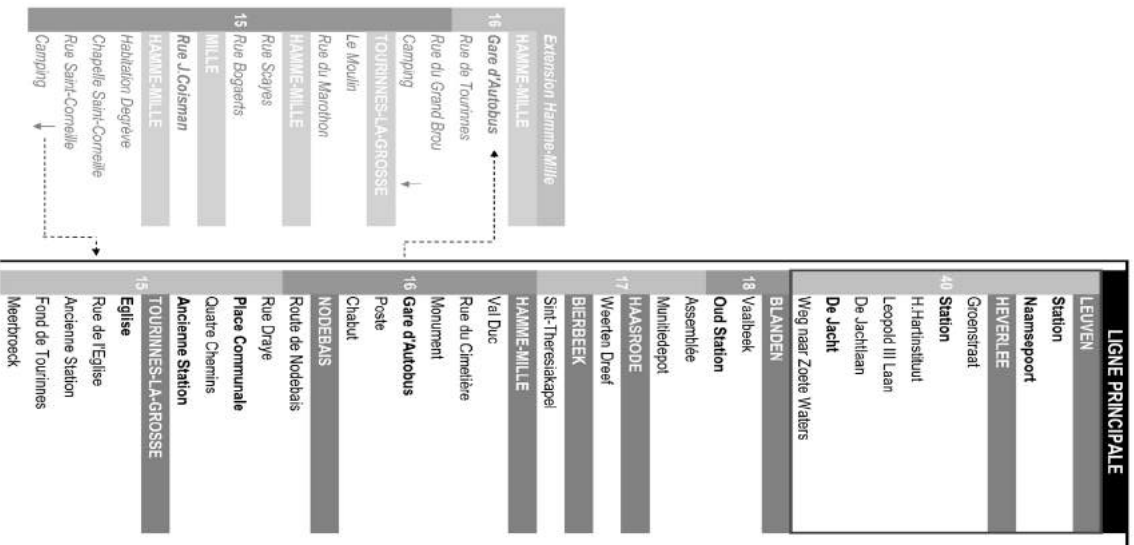 LIGNE PRINCIPALE
LEUVEN
Station
Naamsepoort
HEVERLEE
Groenstraat
40 Station
H.Hartinstituut
Leopold III Laan
De Jachtlaan
De Jacht
Weg naar Zoete Waters
BLANDEN
18 Vaalbeek
Oud Station
Assemblée
Munitiedepot
HAASRODE
17
Weerten Dreef
BIERBEEK
Sint-Theresiakapel
HAMME-MILLE
Val Duc
Rue du Cimetière
Monument
16 Gare d'Autobus
Poste
Chabut
NODEBAIS
Route de Nodebais
Rue Draye
Place Communale
Quatre Chemins
Ancienne Station
TOURINNES-LA-GROSSE
15
Eglise
Rue de l'Eglise
Ancienne Station
Fond de Tourinnes
Meerbroeck
Extension Hamme-Mille
HAMME-MILLE
16 Gare d'Autobus
Rue de Tourinnes
Rue du Grand Brou
Camping
TOURINNES-LA-GROSSE
Le Moulin
Rue du Marothon
HAMME-MILLE
Rue Scayes
15 Rue Bogaerts
MILLE
Rue J.Coisman
HAMME-MILLE
Habitation Degrève
Chapelle Saint-Corneille
Rue Saint-Corneille
Camping